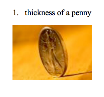 1. thickness of a penny